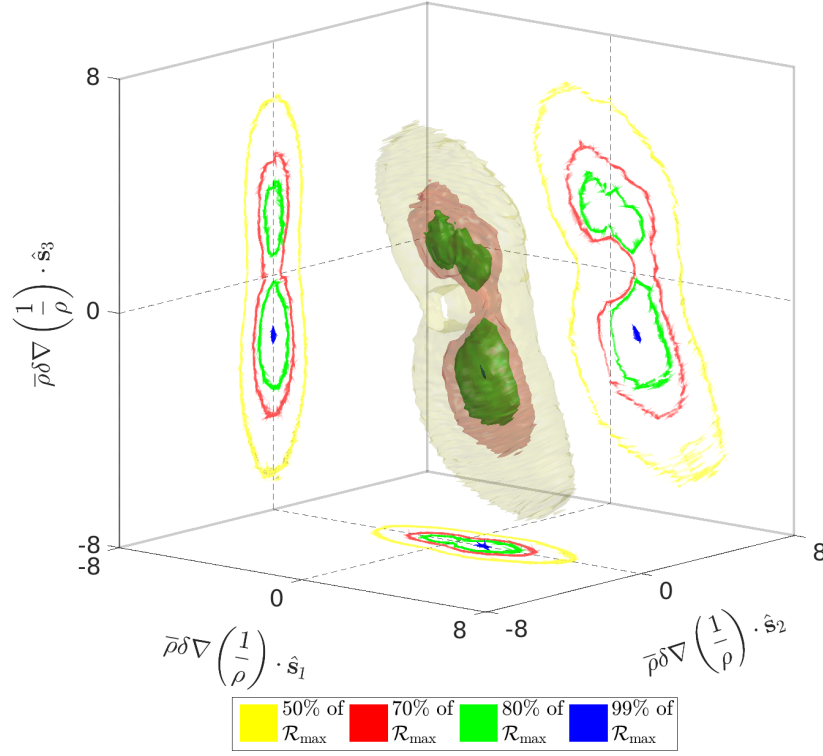 8
0
-8
-8
0
8
-8
0
8
$\overline{\rho}\delta\nabla\left(\frac{1}{\rho}\right)\cdot\hat{\mathbf{s}}_3$
$\overline{\rho}\delta\nabla\left(\frac{1}{\rho}\right)\cdot\hat{\mathbf{s}}_1$
$\overline{\rho}\delta\nabla\left(\frac{1}{\rho}\right)\cdot\hat{\mathbf{s}}_2$
50% of $\mathcal{R}_{\max}$
70% of $\mathcal{R}_{\max}$
80% of $\mathcal{R}_{\max}$
99% of $\mathcal{R}_{\max}$